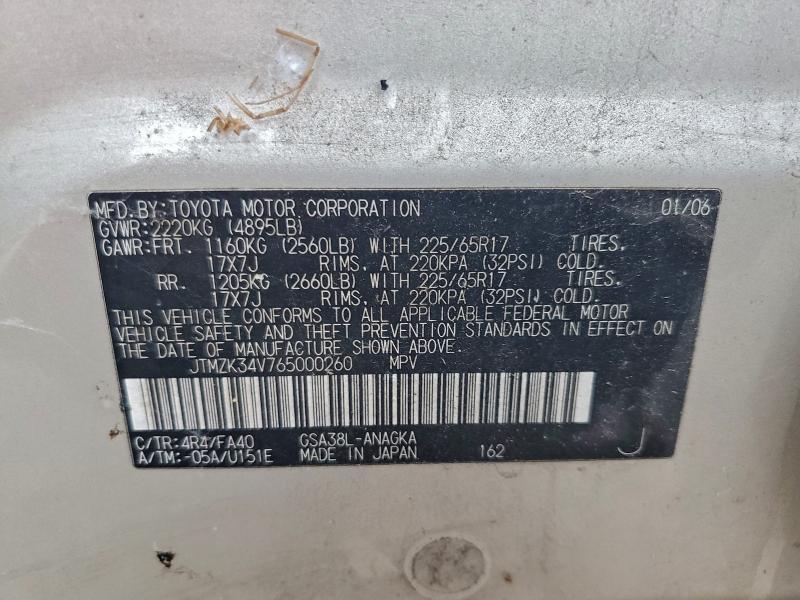 MFD.BY:TOYOTA MOTOR CORPORATION 01/06
GVWR:2220KG (4895LB)
GAWR:FRT. 1160KG (2560LB) WITH 225/65R17 TIRES.
17X7J RIMS. AT 220KPA (32PSI) COLD.
RR. 1205KG (2660LB) WITH 225/65R17 TIRES.
17X7J RIMS. AT 220KPA (32PSI) COLD.
THIS VEHICLE CONFORMS TO ALL APPLICABLE FEDERAL MOTOR
VEHICLE SAFETY AND THEFT PREVENTION STANDARDS IN EFFECT ON
THE DATE OF MANUFACTURE SHOWN ABOVE.
JTMZK34V765000260 MPV
C/TR:4R4/FA40 GSA38L-ANAGKA
A/TM:-05A/U151E MADE IN JAPAN 162 J